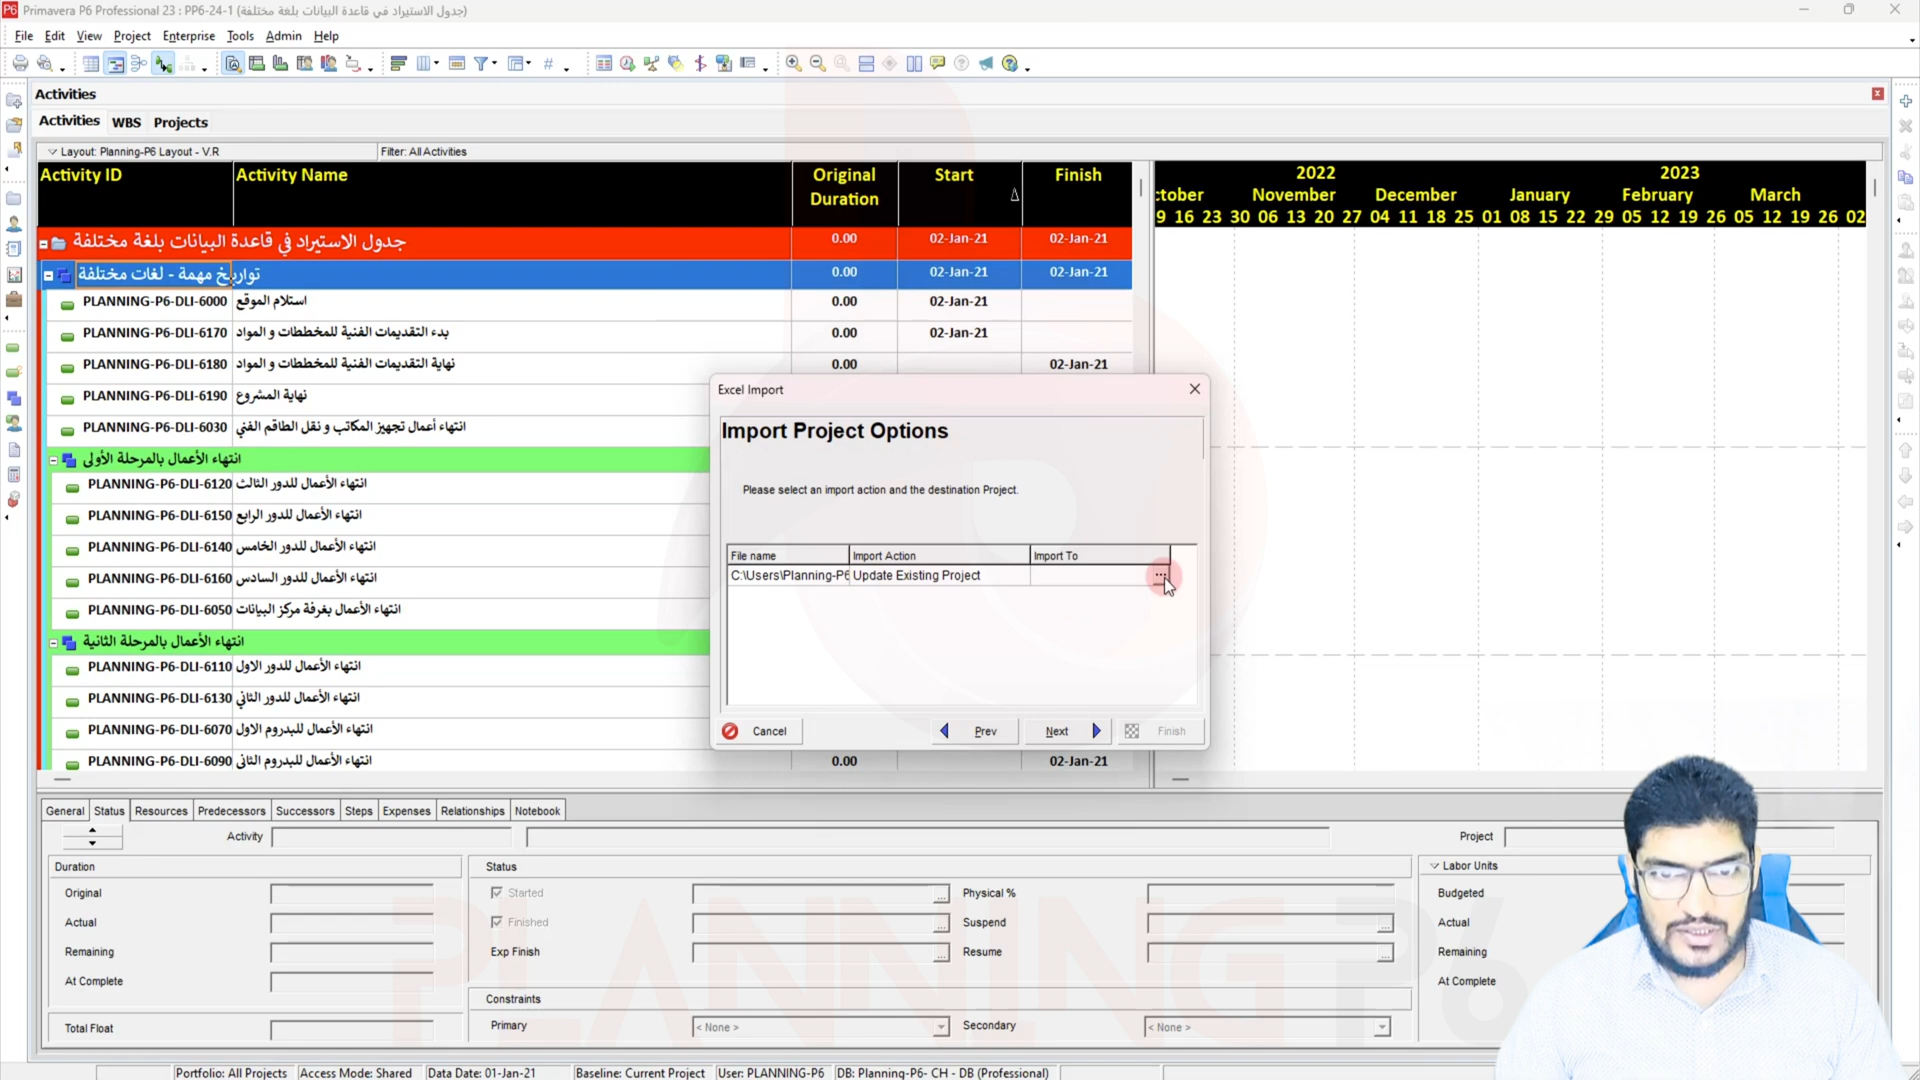 Primavera P6 Professional 23 : PP6-24-1 (جدول الاستيراد في قاعدة البيانات بلغة مختلفة)
File Edit View Project Enterprise Tools Admin Help
Activities
Activities WBS Projects
Layout: Planning-P6 Layout - V.R
Filter: All Activities
Activity ID Activity Name Original Duration Start Finish
2022 2023
ctober November December January February March
9 16 23 30 06 13 20 27 04 11 18 25 01 08 15 22 29 05 12 19 26 05 12 19 26 02
جدول الاستيراد في قاعدة البيانات بلغة مختلفة 0.00 02-Jan-21 02-Jan-21
تواريخ مهمة - لغات مختلفة 0.00 02-Jan-21 02-Jan-21
PLANNING-P6-DLI-6000 استلام الموقع 0.00 02-Jan-21
PLANNING-P6-DLI-6170 بدء التقديمات الفنية للمخططات و المواد 0.00 02-Jan-21
PLANNING-P6-DLI-6180 نهاية التقديمات الفنية للمخططات و المواد 0.00 02-Jan-21
PLANNING-P6-DLI-6190 نهاية المشروع
PLANNING-P6-DLI-6030 انتهاء أعمال تجهيز المكاتب و نقل الطاقم الفني
انتهاء الأعمال بالمرحلة الأولى
PLANNING-P6-DLI-6120 انتهاء الأعمال للدور الثالث
PLANNING-P6-DLI-6150 انتهاء الأعمال للدور الرابع
PLANNING-P6-DLI-6140 انتهاء الأعمال للدور الخامس
PLANNING-P6-DLI-6160 انتهاء الأعمال للدور السادس
PLANNING-P6-DLI-6050 انتهاء الأعمال بغرفة مركز البيانات
انتهاء الأعمال بالمرحلة الثانية
PLANNING-P6-DLI-6110 انتهاء الأعمال للدور الاول
PLANNING-P6-DLI-6130 انتهاء الأعمال للدور الثاني
PLANNING-P6-DLI-6070 انتهاء الأعمال للبدروم الاول
PLANNING-P6-DLI-6090 انتهاء الأعمال للبدروم الثانى 0.00 02-Jan-21
Excel Import
Import Project Options
Please select an import action and the destination Project.
File name Import Action Import To
C:\Users\Planning-P6 Update Existing Project ...
Cancel Prev Next Finish
General Status Resources Predecessors Successors Steps Expenses Relationships Notebook
Activity Project
Duration Status Labor Units
Original Started Physical % Budgeted
Actual Finished Suspend Actual
Remaining Exp Finish Resume Remaining
At Complete At Complete
Constraints
Total Float Primary < None > Secondary < None >
PLANNING P6
Portfolio: All Projects Access Mode: Shared Data Date: 01-Jan-21 Baseline: Current Project User: PLANNING-P6 DB: Planning-P6- CH - DB (Professional)